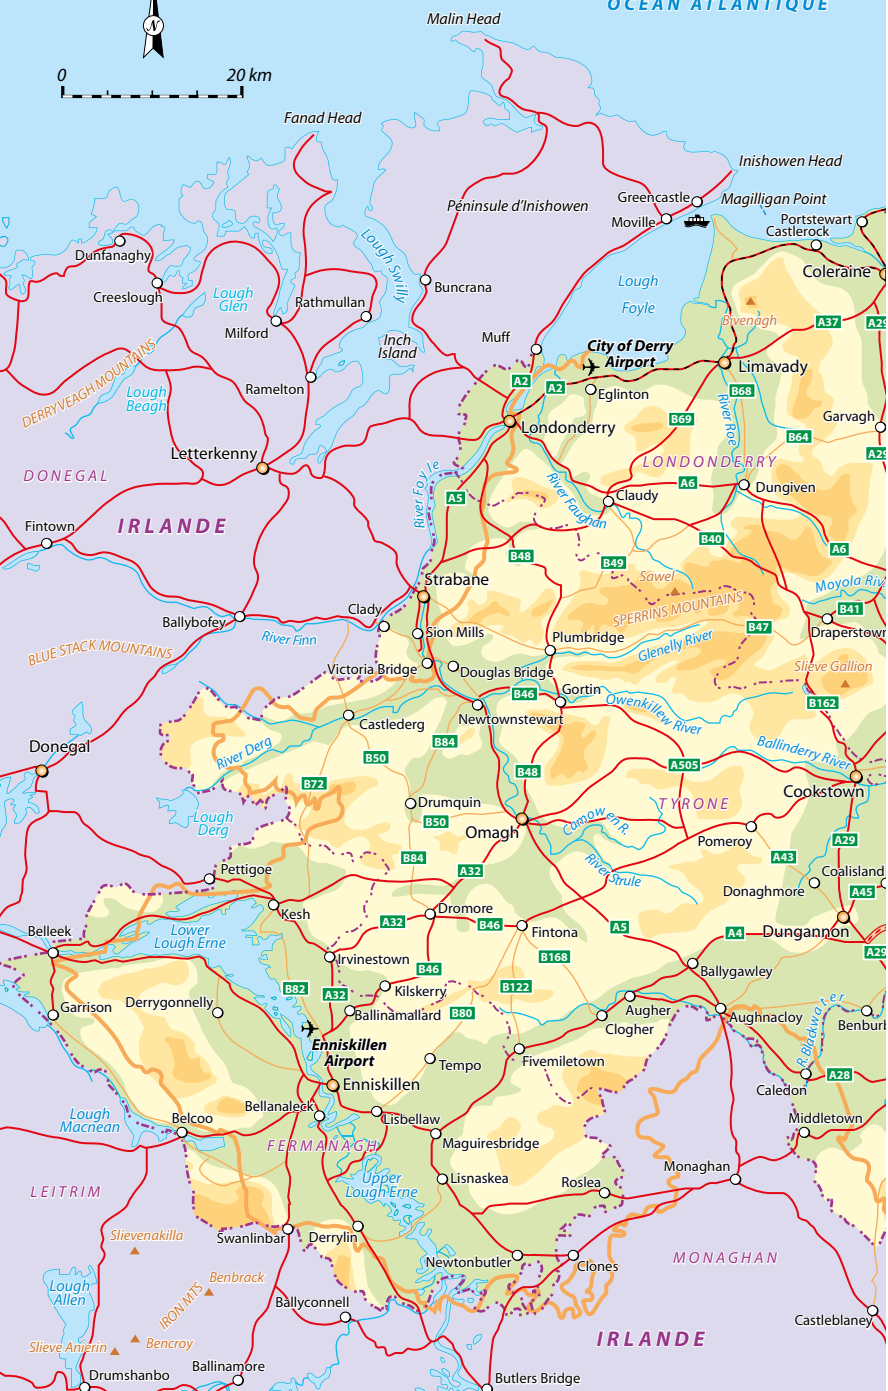 OCÉAN ATLANTIQUE
Malin Head
N
0
20 km
Fanad Head
Inishowen Head
Péninsule d'Inishowen
Greencastle
Magilligan Point
Moville
Portstewart
Castlerock
Dunfanaghy
Lough Swilly
Coleraine
Creeslough
Buncrana
Lough
Glen
Rathmullan
Lough
Foyle
Milford
Bivenagh
A37
A29
Inch
Island
Muff
City of Derry
Airport
Limavady
DERRYVEAGH MOUNTAINS
Lough
Beagh
Ramelton
A2
A2
Eglinton
B68
River Roe
B69
Garvagh
Londonderry
B64
Letterkenny
A29
DONEGAL
LONDONDERRY
River Foyle
A5
River Faughan
A6
Claudy
Dungiven
IRLANDE
Fintown
B40
A6
B48
B49
Strabane
Sawel
Moyola Riv
SPERRINS MOUNTAINS
B41
Clady
Ballybofey
River Finn
Sion Mills
Plumbridge
B47
Draperstown
BLUE STACK MOUNTAINS
Glenelly River
Victoria Bridge
Douglas Bridge
Slieve Gallion
B46
Gortin
Owenkillew River
B162
Castlederg
Newtownstewart
Donegal
River Derg
B84
B50
Ballinderry River
B48
A505
B72
Cookstown
Drumquin
TYRONE
Lough
Derg
B50
Omagh
Camowen R.
Pomeroy
A29
B84
A43
Pettigoe
A32
River Strule
Coalisland
Donaghmore
A45
Kesh
Dromore
A32
B46
Belleek
Lower
Lough Erne
Fintona
A5
A4
Dungannon
A29
Irvinestown
B168
B46
Ballygawley
B82
A32
Kilskerry
B122
Garrison
Derrygonnelly
Ballinamallard
B80
Augher
Aughnacloy
R. Blackwater
Benburb
Clogher
Enniskillen
Airport
Tempo
Fivemiletown
A28
Enniskillen
Caledon
Bellanaleck
Lough
Macnean
Belcoo
Lisbellaw
Middletown
FERMANAGH
Maguiresbridge
Monaghan
LEITRIM
Upper
Lough Erne
Lisnaskea
Roslea
Slievenakilla
Swanlinbar
Derrylin
Newtonbutler
Clones
MONAGHAN
Lough
Allen
Benbrack
IRON MTS
Ballyconnell
Castleblaney
Bencroy
Slieve Anierin
IRLANDE
Ballinamore
Drumshanbo
Butlers Bridge